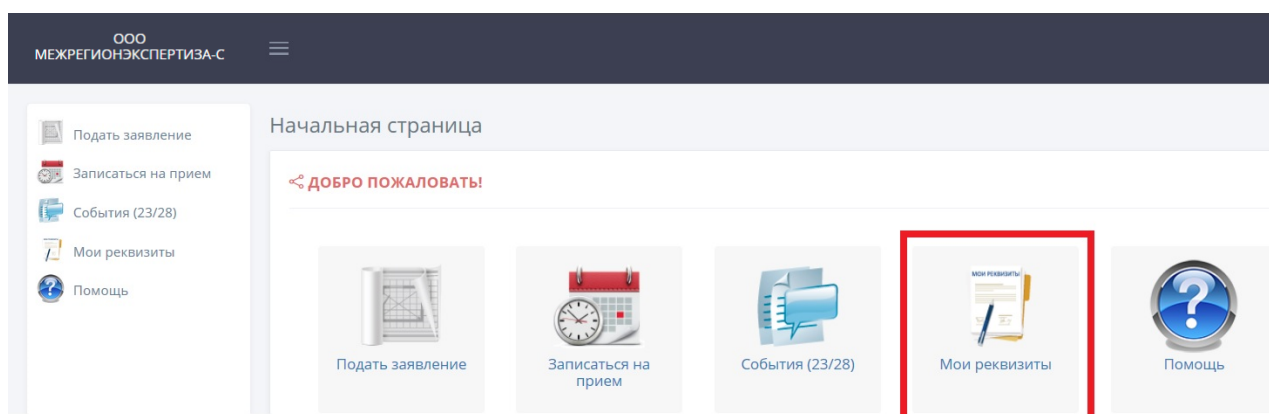 ООО
МЕЖРЕГИОНЭКСПЕРТИЗА-С
Подать заявление
Записаться на прием
События (23/28)
Мои реквизиты
Помощь
Начальная страница
ДОБРО ПОЖАЛОВАТЬ!
Подать заявление
Записаться на
прием
События (23/28)
МОИ РЕКВИЗИТЫ
Мои реквизиты
Помощь